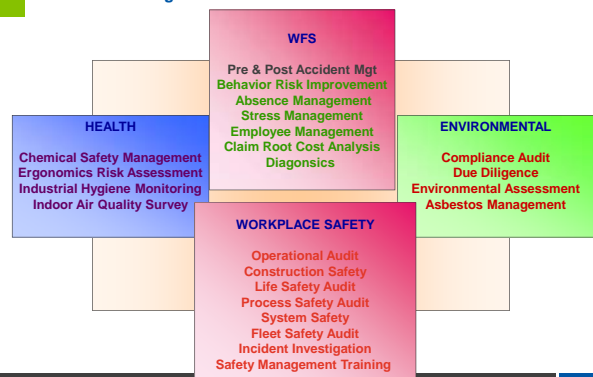 WFS
Pre & Post Accident Mgt
Behavior Risk Improvement
Absence Management
Stress Management
Employee Management
Claim Root Cost Analysis
Diagonsics
HEALTH
Chemical Safety Management
Ergonomics Risk Assessment
Industrial Hygiene Monitoring
Indoor Air Quality Survey
ENVIRONMENTAL
Compliance Audit
Due Diligence
Environmental Assessment
Asbestos Management
WORKPLACE SAFETY
Operational Audit
Construction Safety
Life Safety Audit
Process Safety Audit
System Safety
Fleet Safety Audit
Incident Investigation
Safety Management Training